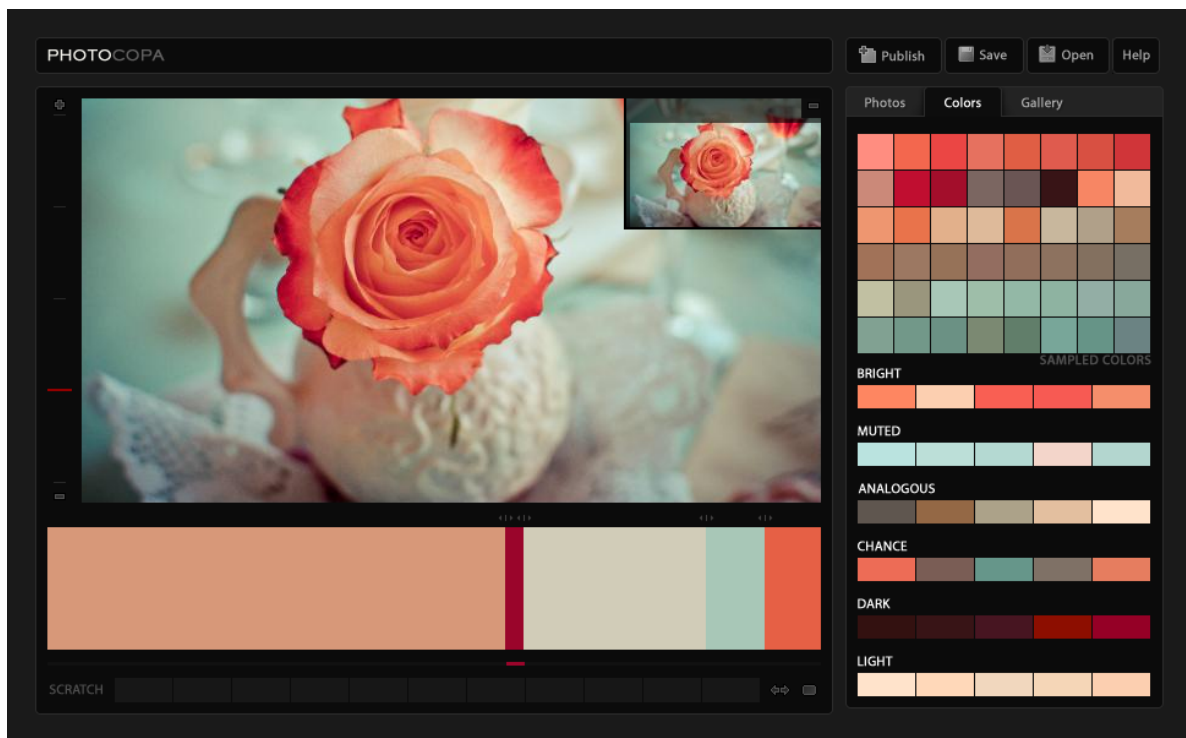 PHOTOCOPA
Publish
Save
Open
Help
Photos
Colors
Gallery
SAMPLED COLORS
BRIGHT
MUTED
ANALOGOUS
CHANCE
DARK
LIGHT
SCRATCH